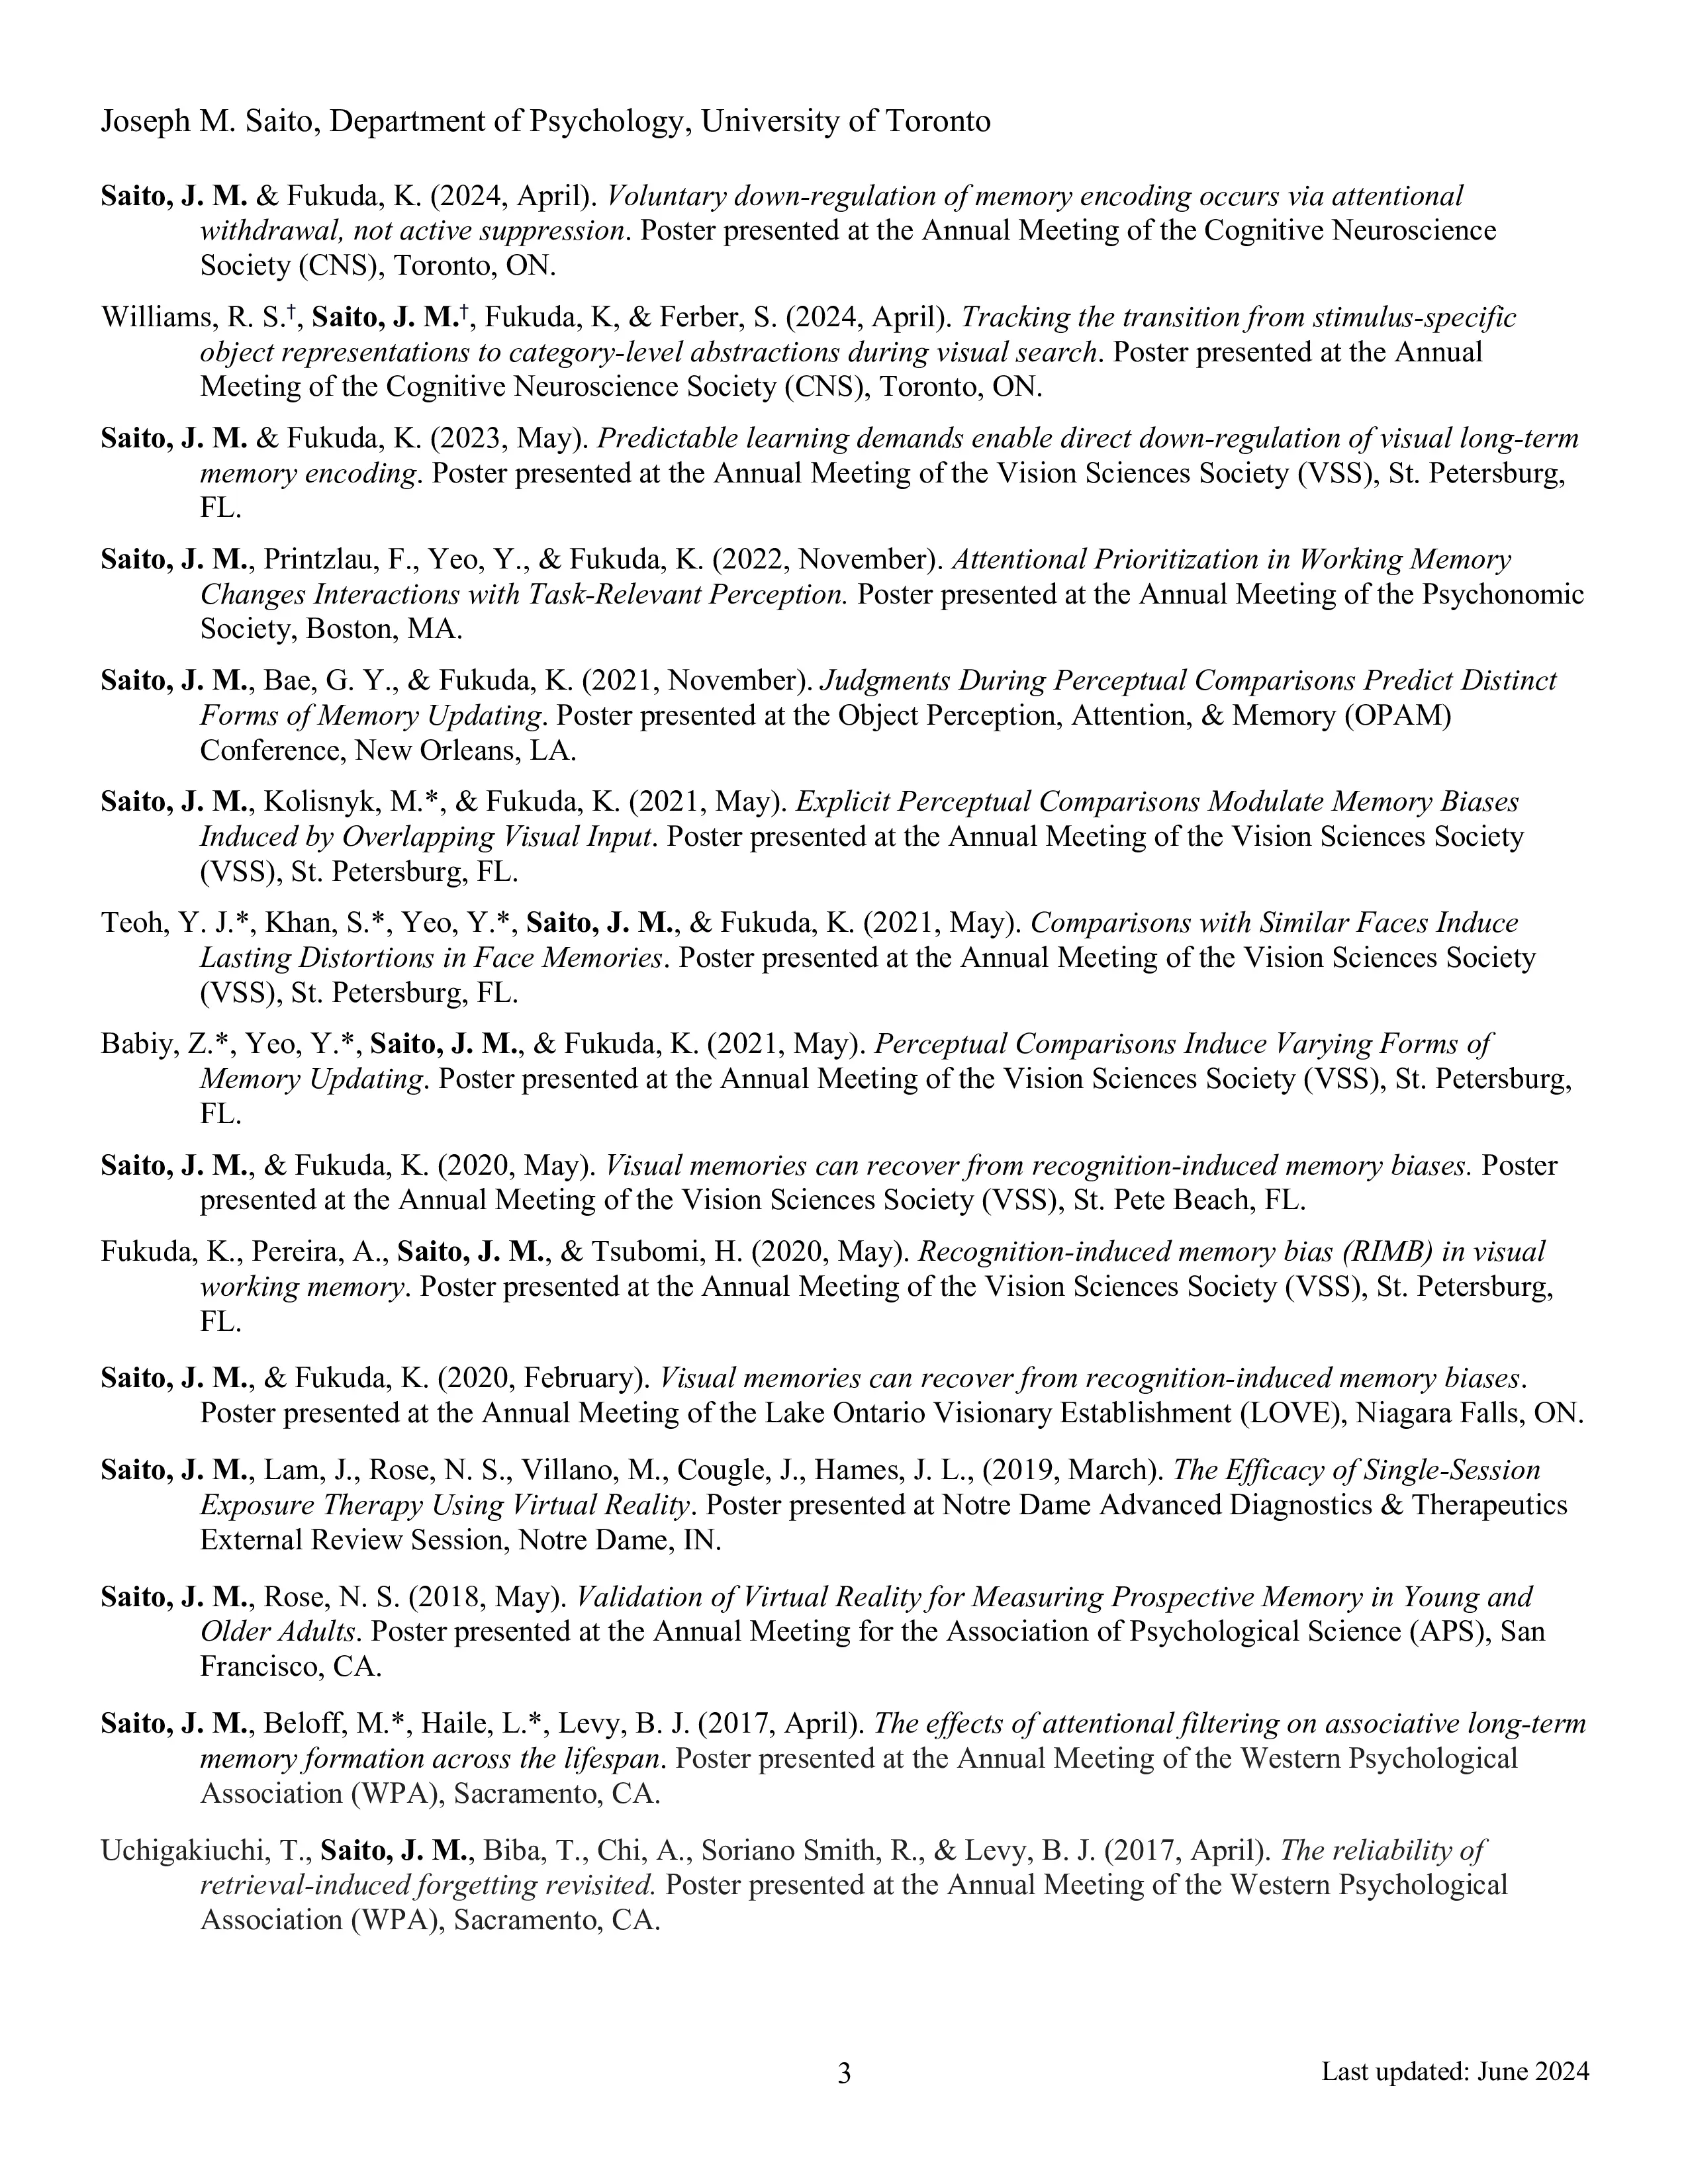 Joseph M. Saito, Department of Psychology, University of Toronto
Saito, J. M. & Fukuda, K. (2024, April). Voluntary down-regulation of memory encoding occurs via attentional
withdrawal, not active suppression. Poster presented at the Annual Meeting of the Cognitive Neuroscience
Society (CNS), Toronto, ON.
Williams, R. S.†, Saito, J. M.†, Fukuda, K, & Ferber, S. (2024, April). Tracking the transition from stimulus-specific
object representations to category-level abstractions during visual search. Poster presented at the Annual
Meeting of the Cognitive Neuroscience Society (CNS), Toronto, ON.
Saito, J. M. & Fukuda, K. (2023, May). Predictable learning demands enable direct down-regulation of visual long-term
memory encoding. Poster presented at the Annual Meeting of the Vision Sciences Society (VSS), St. Petersburg,
FL.
Saito, J. M., Printzlau, F., Yeo, Y., & Fukuda, K. (2022, November). Attentional Prioritization in Working Memory
Changes Interactions with Task-Relevant Perception. Poster presented at the Annual Meeting of the Psychonomic
Society, Boston, MA.
Saito, J. M., Bae, G. Y., & Fukuda, K. (2021, November). Judgments During Perceptual Comparisons Predict Distinct
Forms of Memory Updating. Poster presented at the Object Perception, Attention, & Memory (OPAM)
Conference, New Orleans, LA.
Saito, J. M., Kolisnyk, M.*, & Fukuda, K. (2021, May). Explicit Perceptual Comparisons Modulate Memory Biases
Induced by Overlapping Visual Input. Poster presented at the Annual Meeting of the Vision Sciences Society
(VSS), St. Petersburg, FL.
Teoh, Y. J.*, Khan, S.*, Yeo, Y.*, Saito, J. M., & Fukuda, K. (2021, May). Comparisons with Similar Faces Induce
Lasting Distortions in Face Memories. Poster presented at the Annual Meeting of the Vision Sciences Society
(VSS), St. Petersburg, FL.
Babiy, Z.*, Yeo, Y.*, Saito, J. M., & Fukuda, K. (2021, May). Perceptual Comparisons Induce Varying Forms of
Memory Updating. Poster presented at the Annual Meeting of the Vision Sciences Society (VSS), St. Petersburg,
FL.
Saito, J. M., & Fukuda, K. (2020, May). Visual memories can recover from recognition-induced memory biases. Poster
presented at the Annual Meeting of the Vision Sciences Society (VSS), St. Pete Beach, FL.
Fukuda, K., Pereira, A., Saito, J. M., & Tsubomi, H. (2020, May). Recognition-induced memory bias (RIMB) in visual
working memory. Poster presented at the Annual Meeting of the Vision Sciences Society (VSS), St. Petersburg,
FL.
Saito, J. M., & Fukuda, K. (2020, February). Visual memories can recover from recognition-induced memory biases.
Poster presented at the Annual Meeting of the Lake Ontario Visionary Establishment (LOVE), Niagara Falls, ON.
Saito, J. M., Lam, J., Rose, N. S., Villano, M., Cougle, J., Hames, J. L., (2019, March). The Efficacy of Single-Session
Exposure Therapy Using Virtual Reality. Poster presented at Notre Dame Advanced Diagnostics & Therapeutics
External Review Session, Notre Dame, IN.
Saito, J. M., Rose, N. S. (2018, May). Validation of Virtual Reality for Measuring Prospective Memory in Young and
Older Adults. Poster presented at the Annual Meeting for the Association of Psychological Science (APS), San
Francisco, CA.
Saito, J. M., Beloff, M.*, Haile, L.*, Levy, B. J. (2017, April). The effects of attentional filtering on associative long-term
memory formation across the lifespan. Poster presented at the Annual Meeting of the Western Psychological
Association (WPA), Sacramento, CA.
Uchigakiuchi, T., Saito, J. M., Biba, T., Chi, A., Soriano Smith, R., & Levy, B. J. (2017, April). The reliability of
retrieval-induced forgetting revisited. Poster presented at the Annual Meeting of the Western Psychological
Association (WPA), Sacramento, CA.
3
Last updated: June 2024